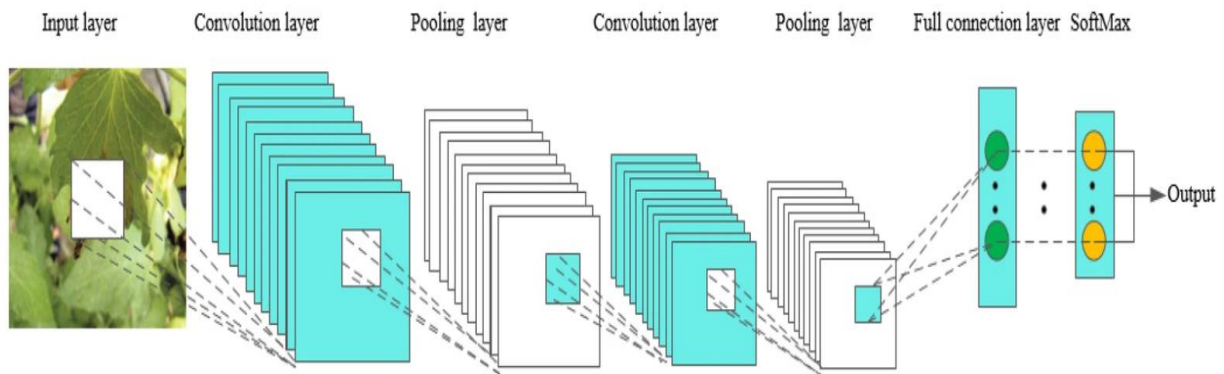 Input layer
Convolution layer
Pooling layer
Convolution layer
Pooling layer
Full connection layer
SoftMax
Output